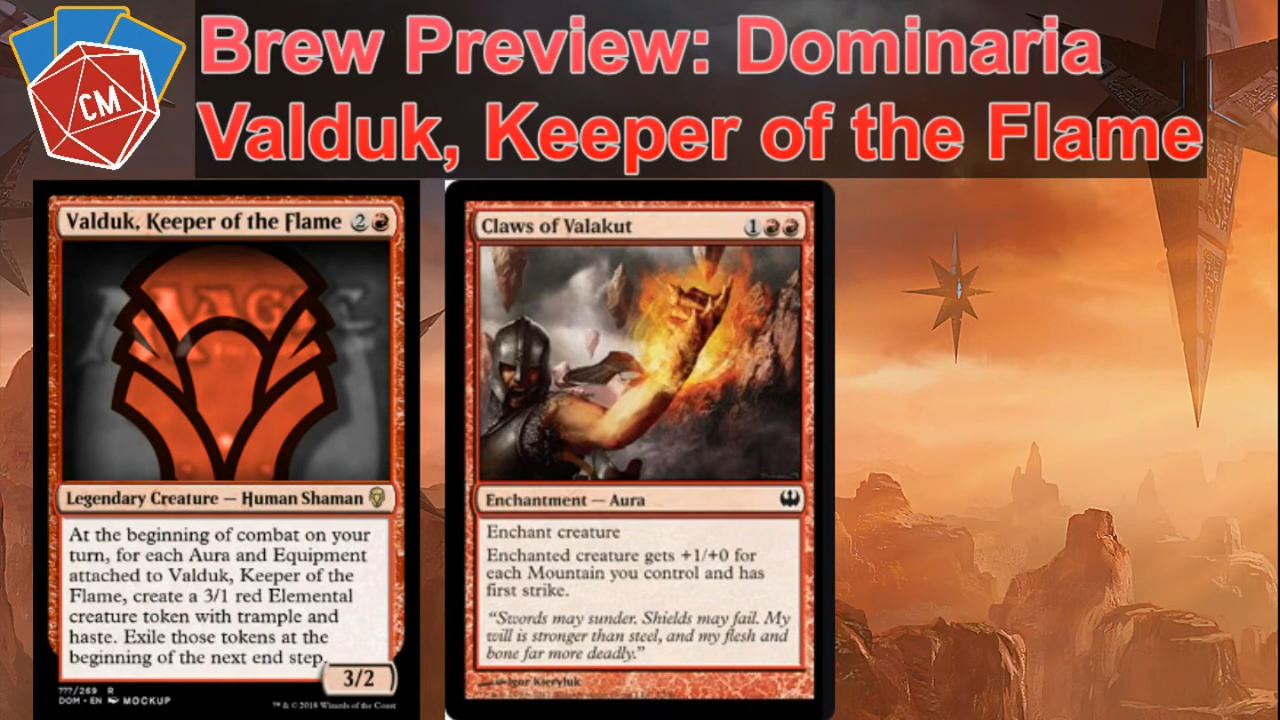 CM
Brew Preview: Dominaria
Valduk, Keeper of the Flame
Valduk, Keeper of the Flame 2
Legendary Creature — Human Shaman
At the beginning of combat on your
turn, for each Aura and Equipment
attached to Valduk, Keeper of the
Flame, create a 3/1 red Elemental
creature token with trample and
haste. Exile those tokens at the
beginning of the next end step.
3/2
???/269 R
DOM • EN MOCKUP
™ & © 2018 Wizards of the Coast
Claws of Valakut 1
Enchantment — Aura
Enchant creature
Enchanted creature gets +1/+0 for
each Mountain you control and has
first strike.
“Swords may sunder. Shields may fail. My
will is stronger than steel, and my flesh and
bone far more deadly.”
Igor Kieryluk